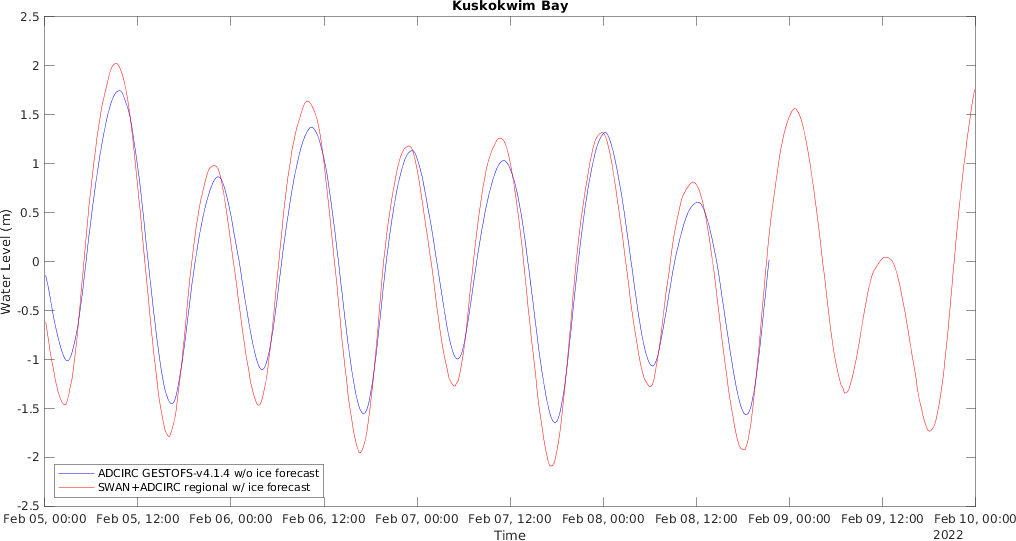 Kuskokwim Bay
2.5
2
1.5
1
0.5
0
-0.5
-1
-1.5
-2
-2.5
Water Level (m)
ADCIRC GESTOFS-v4.1.4 w/o ice forecast
SWAN+ADCIRC regional w/ ice forecast
Feb 05, 00:00 Feb 05, 12:00 Feb 06, 00:00 Feb 06, 12:00 Feb 07, 00:00 Feb 07, 12:00 Feb 08, 00:00 Feb 08, 12:00 Feb 09, 00:00 Feb 09, 12:00 Feb 10, 00:00
Time
2022